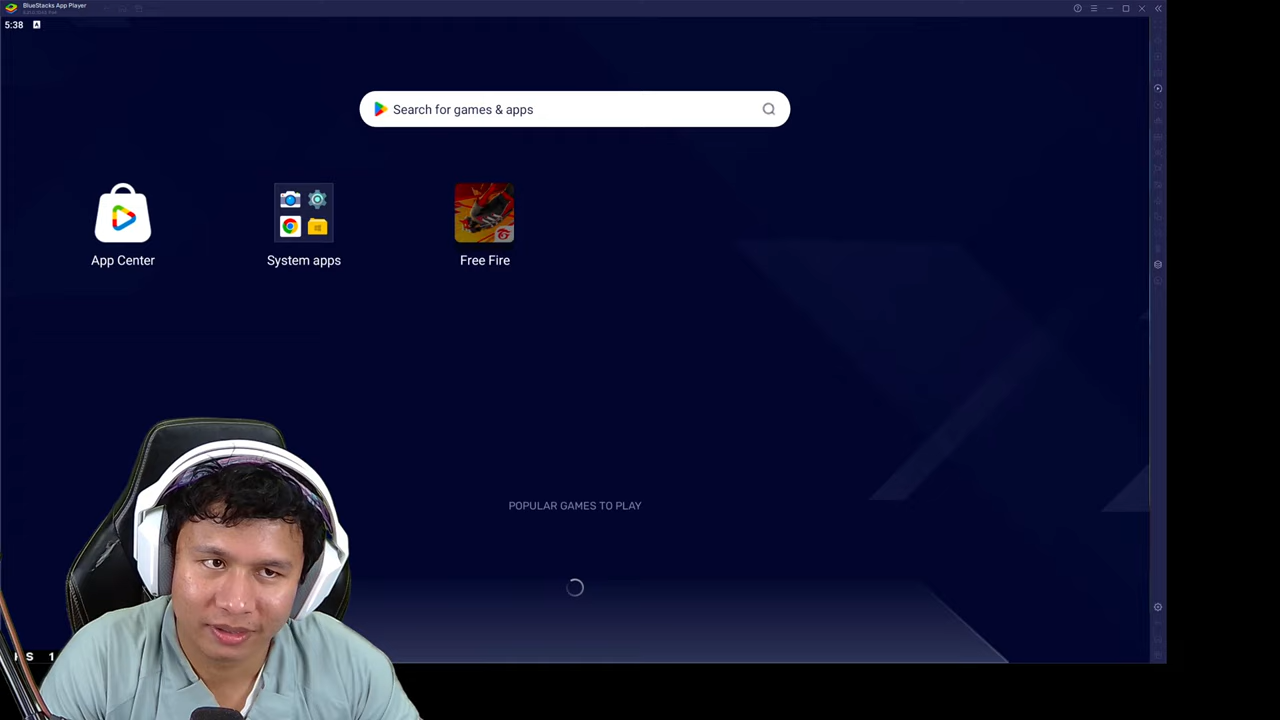 BlueStacks App Player
5:38
A
Search for games & apps
App Center
System apps
Free Fire
POPULAR GAMES TO PLAY